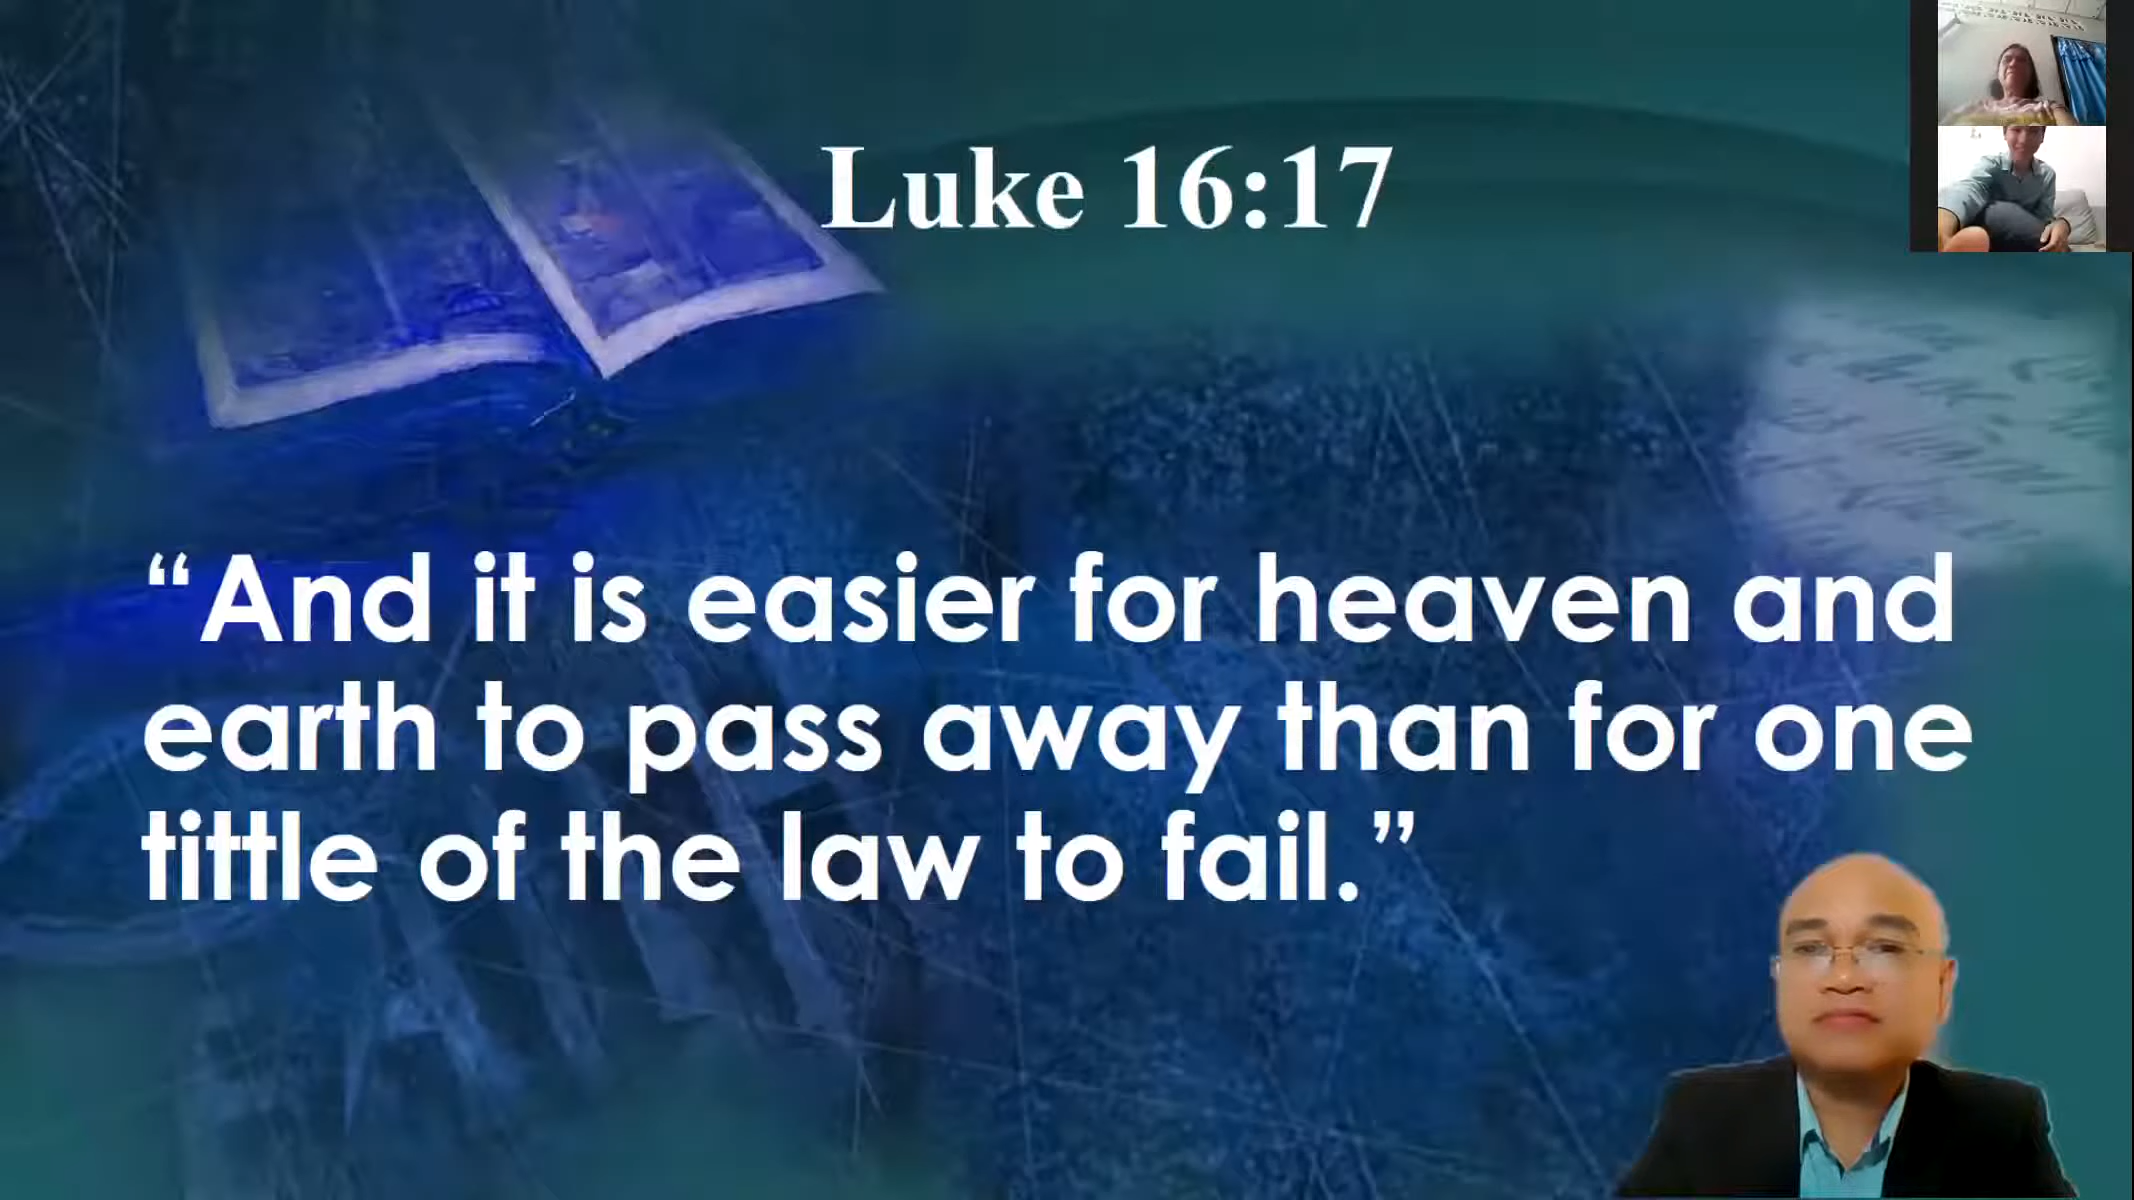 Luke 16:17
“And it is easier for heaven and
earth to pass away than for one
tittle of the law to fail.”